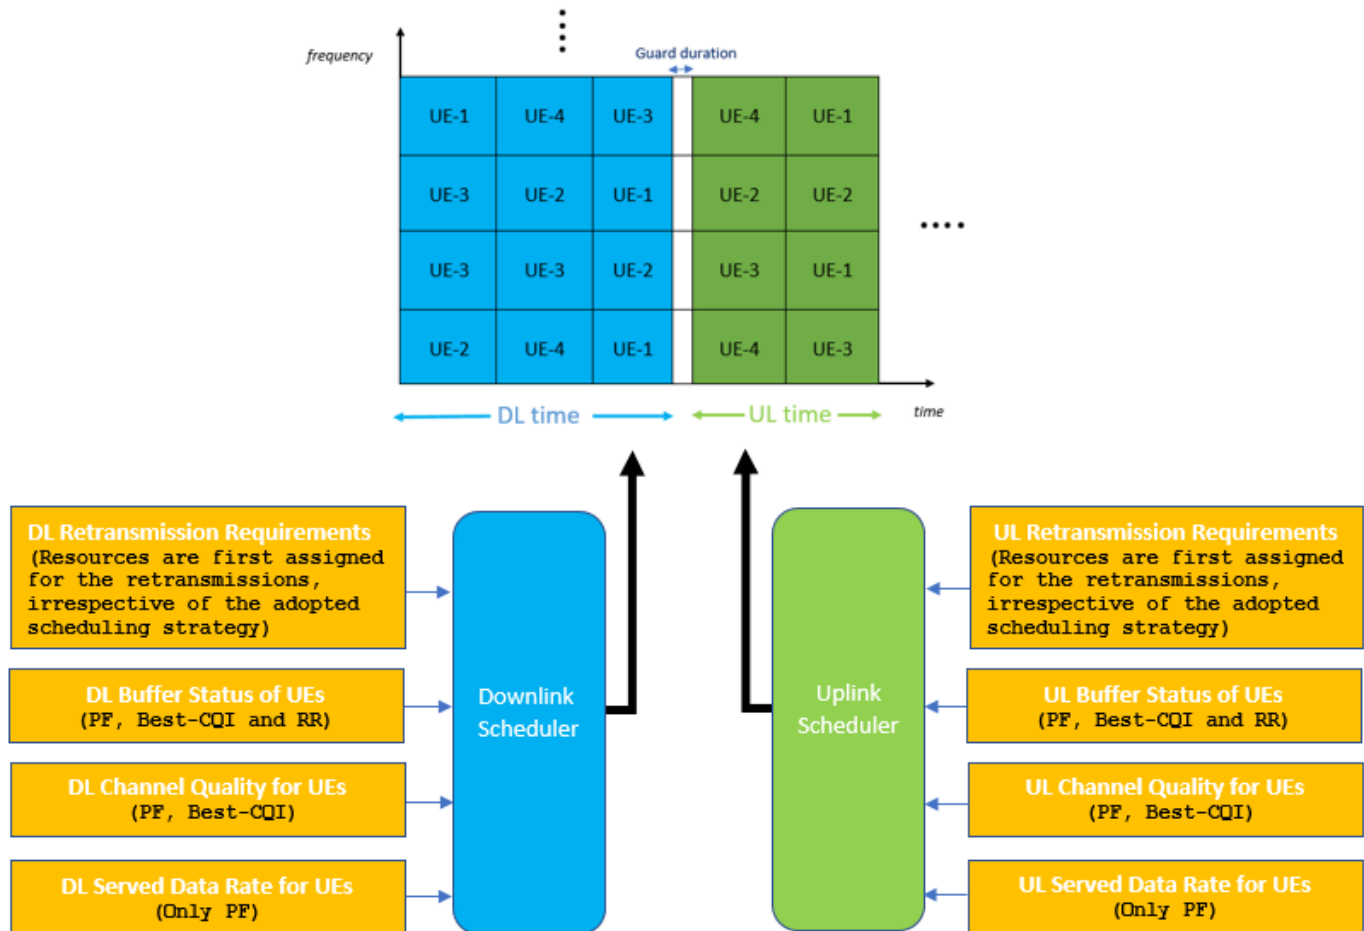 frequency
Guard duration
UE-1 UE-4 UE-3 UE-4 UE-1
UE-3 UE-2 UE-1 UE-2 UE-2
UE-3 UE-3 UE-2 UE-3 UE-1
UE-2 UE-4 UE-1 UE-4 UE-3
DL time
UL time
time
DL Retransmission Requirements
(Resources are first assigned
for the retransmissions,
irrespective of the adopted
scheduling strategy)
DL Buffer Status of UEs
(PF, Best-CQI and RR)
DL Channel Quality for UEs
(PF, Best-CQI)
DL Served Data Rate for UEs
(Only PF)
Downlink
Scheduler
Uplink
Scheduler
UL Retransmission Requirements
(Resources are first assigned
for the retransmissions,
irrespective of the adopted
scheduling strategy)
UL Buffer Status of UEs
(PF, Best-CQI and RR)
UL Channel Quality for UEs
(PF, Best-CQI)
UL Served Data Rate for UEs
(Only PF)